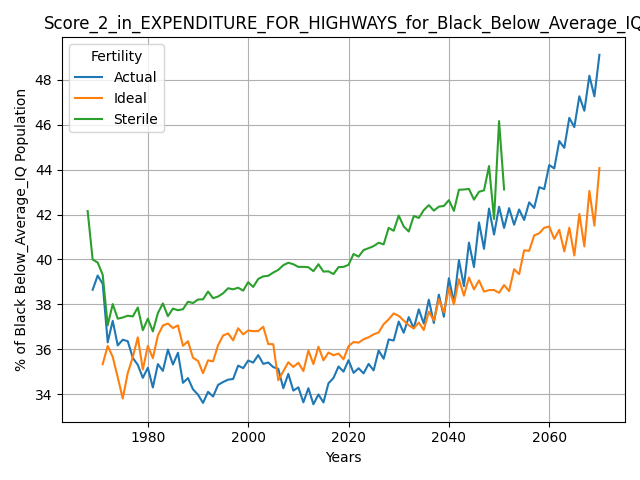 Score_2_in_EXPENDITURE_FOR_HIGHWAYS_for_Black_Below_Average_IQ
Fertility
Actual
Ideal
Sterile
% of Black Below_Average_IQ Population
48
46
44
42
40
38
36
34
1980
2000
2020
2040
2060
Years